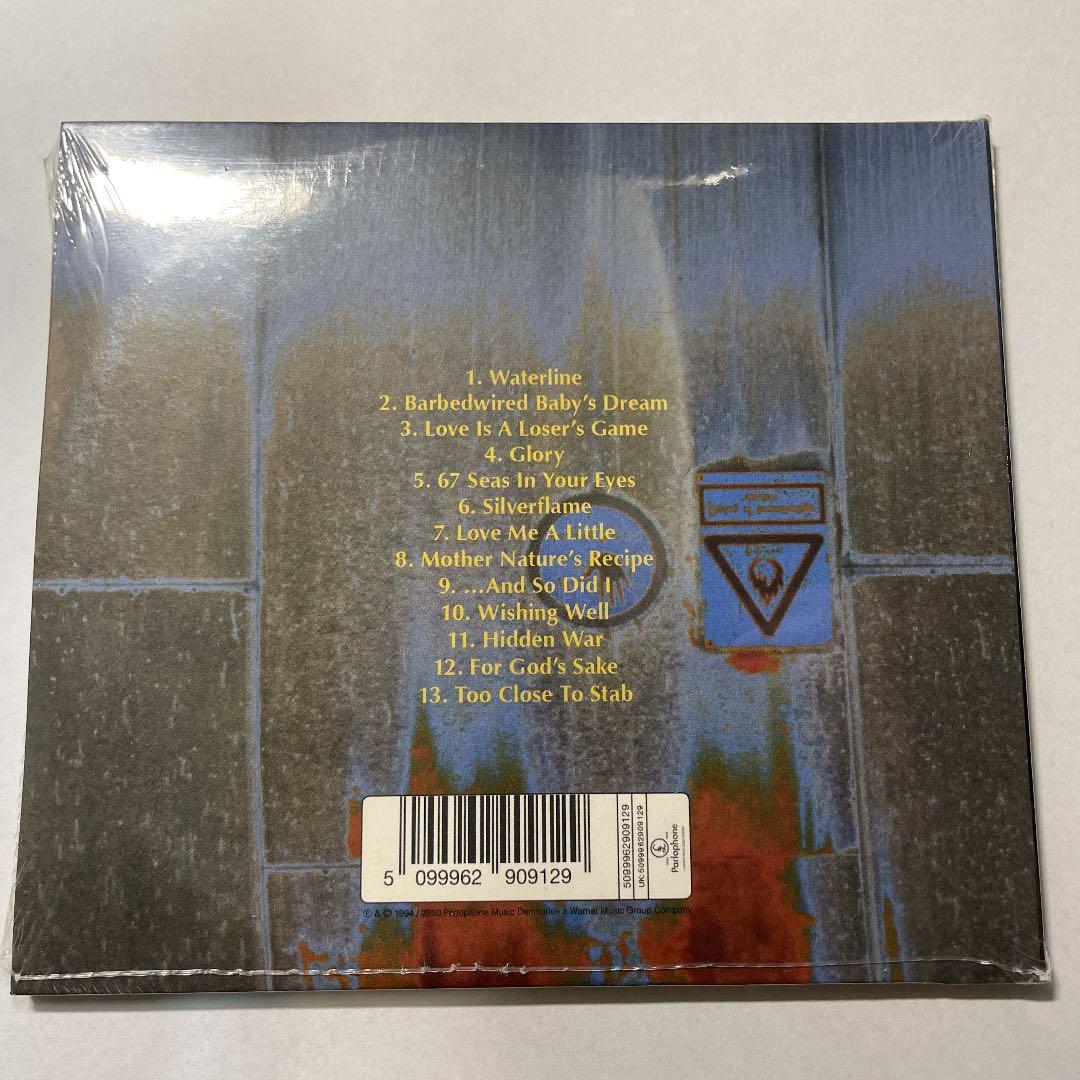 1. Waterline
2. Barbedwired Baby's Dream
3. Love Is A Loser's Game
4. Glory
5. 67 Seas In Your Eyes
6. Silverflame
7. Love Me A Little
8. Mother Nature's Recipe
9. ...And So Did I
10. Wishing Well
11. Hidden War
12. For God's Sake
13. Too Close To Stab
5 099962 909129
5099962909129
UK:5099962909129
Parlophone
℗ & © 1994 / 2010 Parlophone Music Denmark - a Warner Music Group Company